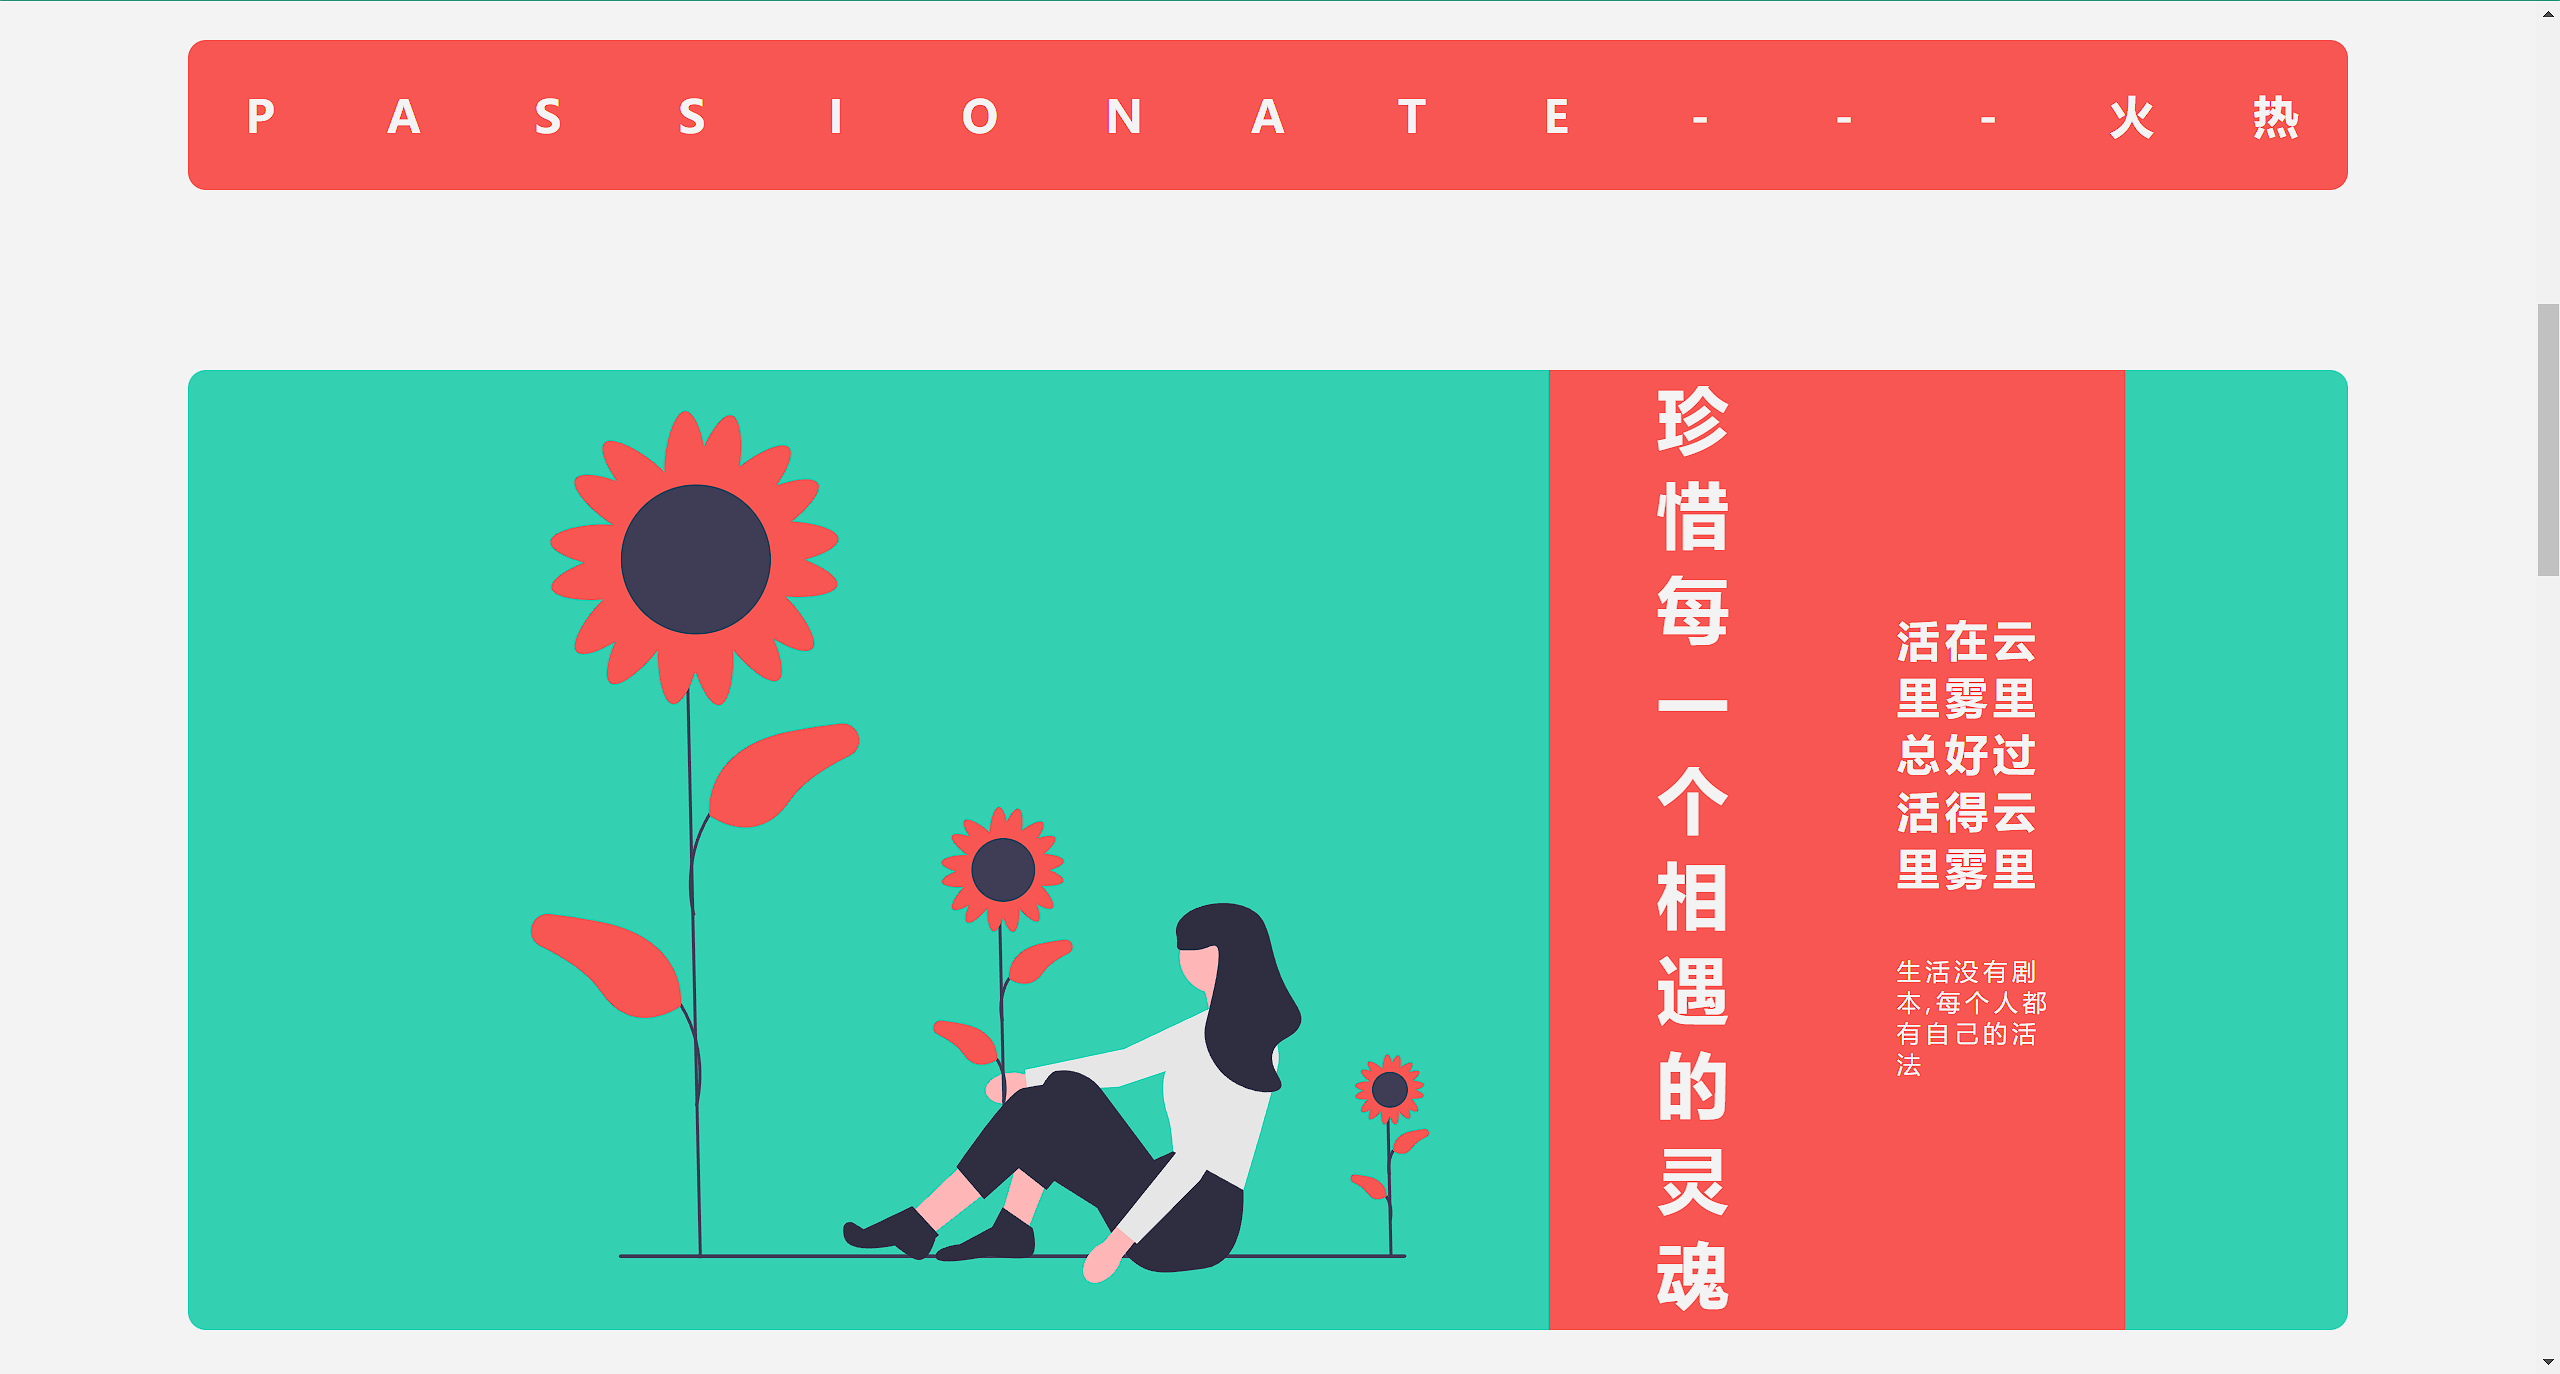 PASSIONATE---火热
珍惜每一个相遇的灵魂
活在云
里雾里
总好过
活得云
里雾里
生活没有剧
本,每个人都
有自己的活
法